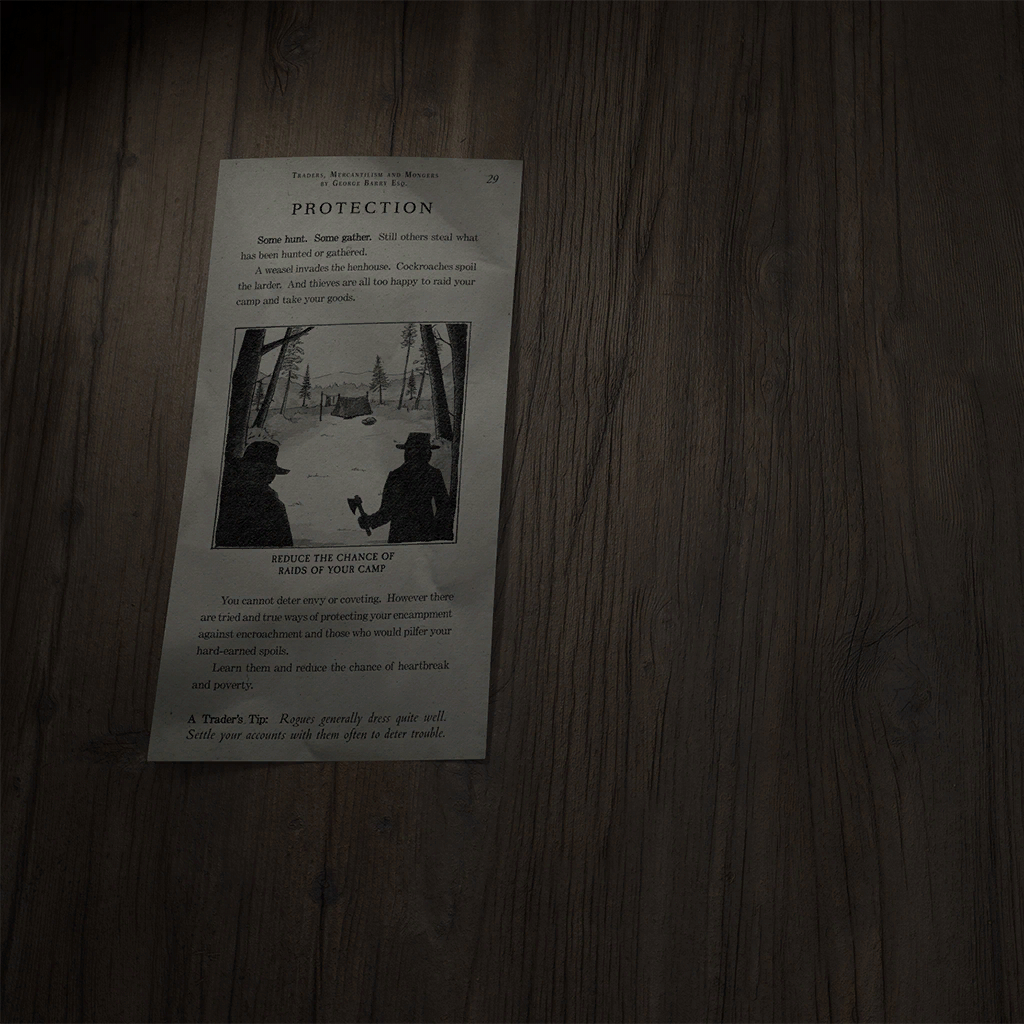 Traders, Mercantilism and Mongers
by George Barry Esq.
29
PROTECTION
Some hunt. Some gather. Still others steal what
has been hunted or gathered.
A weasel invades the henhouse. Cockroaches spoil
the larder. And thieves are all too happy to raid your
camp and take your goods.
REDUCE THE CHANCE OF
RAIDS OF YOUR CAMP
You cannot deter envy or coveting. However there
are tried and true ways of protecting your encampment
against encroachment and those who would pilfer your
hard-earned spoils.
Learn them and reduce the chance of heartbreak
and poverty.
A Trader's Tip: Rogues generally dress quite well.
Settle your accounts with them often to deter trouble.